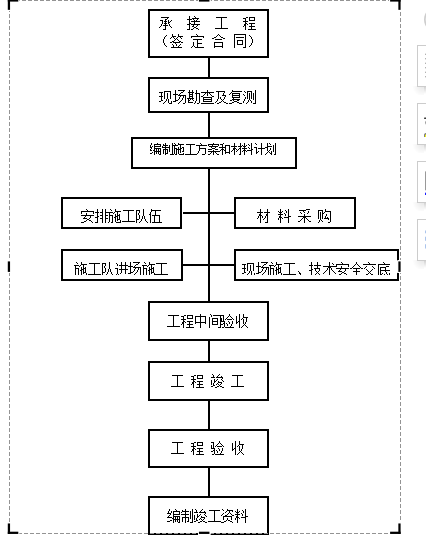 承 接 工 程
（签 定 合 同）
现场勘查及复测
编制施工方案和材料计划
安排施工队伍
材 料 采 购
施工队进场施工
现场施工、技术安全交底
工程中间验收
工 程 竣 工
工 程 验 收
编制竣工资料